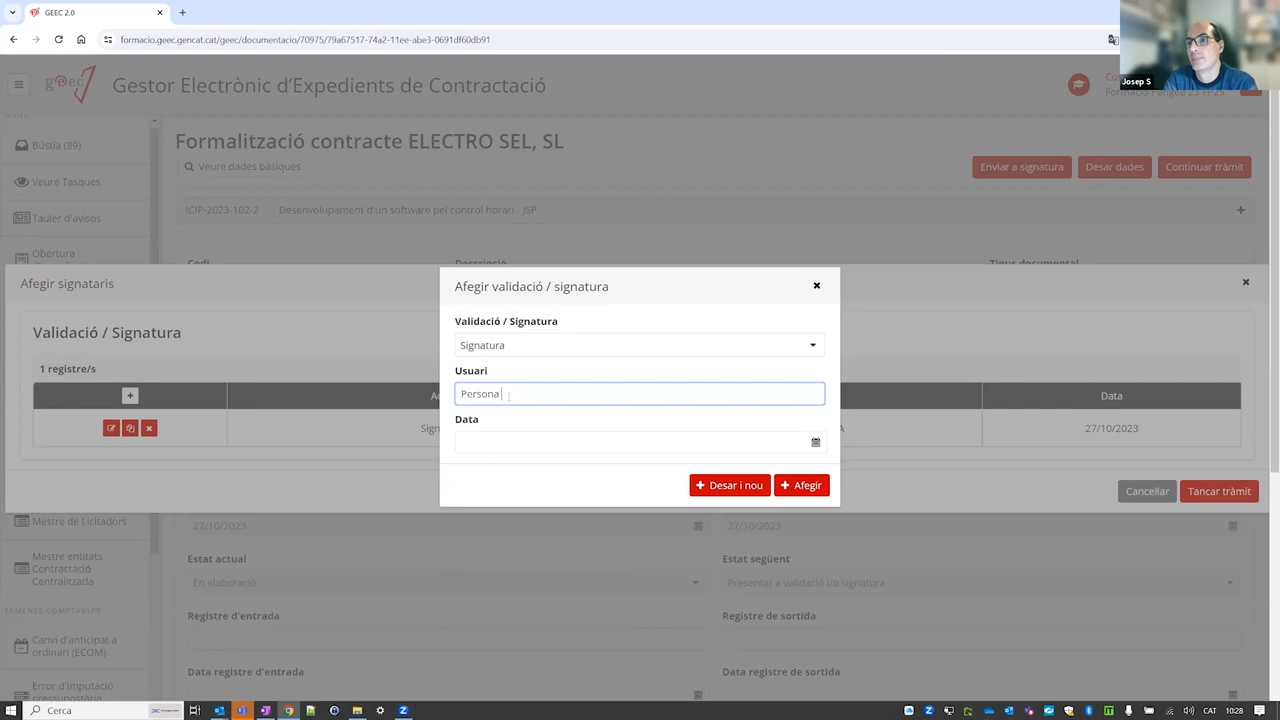 GEEC 2.0
formacio.geec.gencat.cat/geec/documentacio/70975/79a67517-74a2-11ee-abe3-0691df60db91
Josep S
g@ec
Gestor Electrònic d'Expedients de Contractació
Formalització contracte ELECTRO SEL, SL
Bústia (89)
Veure dades bàsiques
Enviar a signatura
Desar dades
Continuar tràmit
Veure Tasques
ICIP-2023-102-2
Desenvolupament d'un software pel control horari - JSP
Tauler d'avisos
Obertura
Codi
Descripció
Tipus documental
Afegir signataris
Afegir validació / signatura
Validació / Signatura
Validació / Signatura
Signatura
1 registre/s
Usuari
Persona
Data
Data
27/10/2023
Desar i nou
Afegir
Cancel·lar
Tancar tràmit
Mestre de Licitadors
27/10/2023
27/10/2023
Mestre entitats
Contractació
Centralitzada
Estat actual
Estat següent
En elaboració
Presentat a validació i/o signatura
Registre d'entrada
Registre de sortida
Canvi d'anticipat a
ordinari (ECOM)
Data registre d'entrada
Data registre de sortida
Error d'imputació
pressupostària
Cerca
CAT
10:28